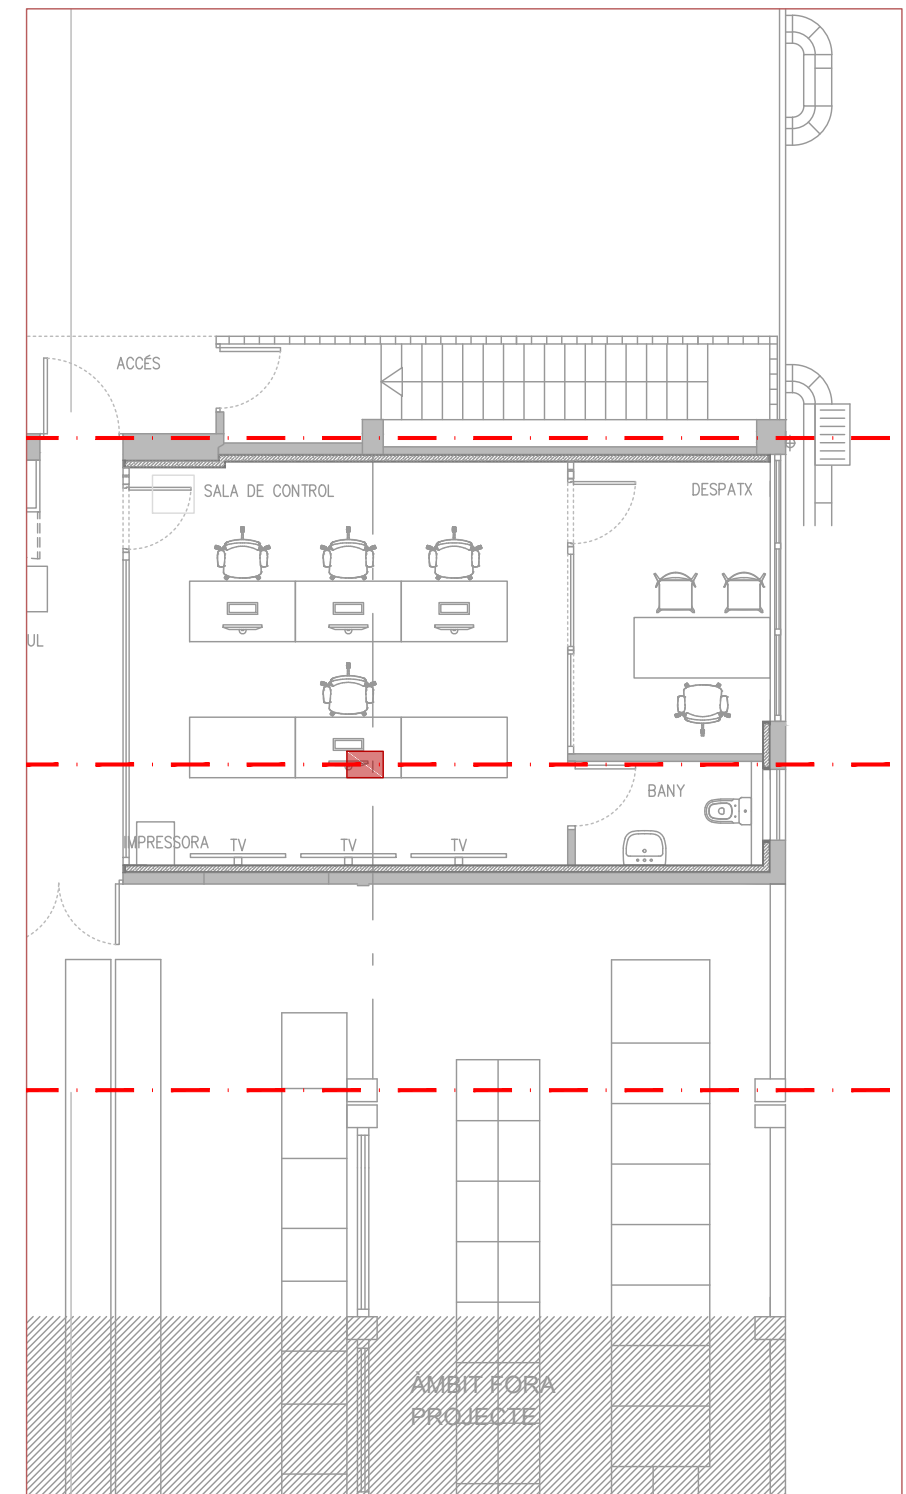 ACCÉS
SALA DE CONTROL
DESPATX
UL
BANY
IMPRESSORA
TV
TV
TV
ÀMBIT FORA
PROJECTE